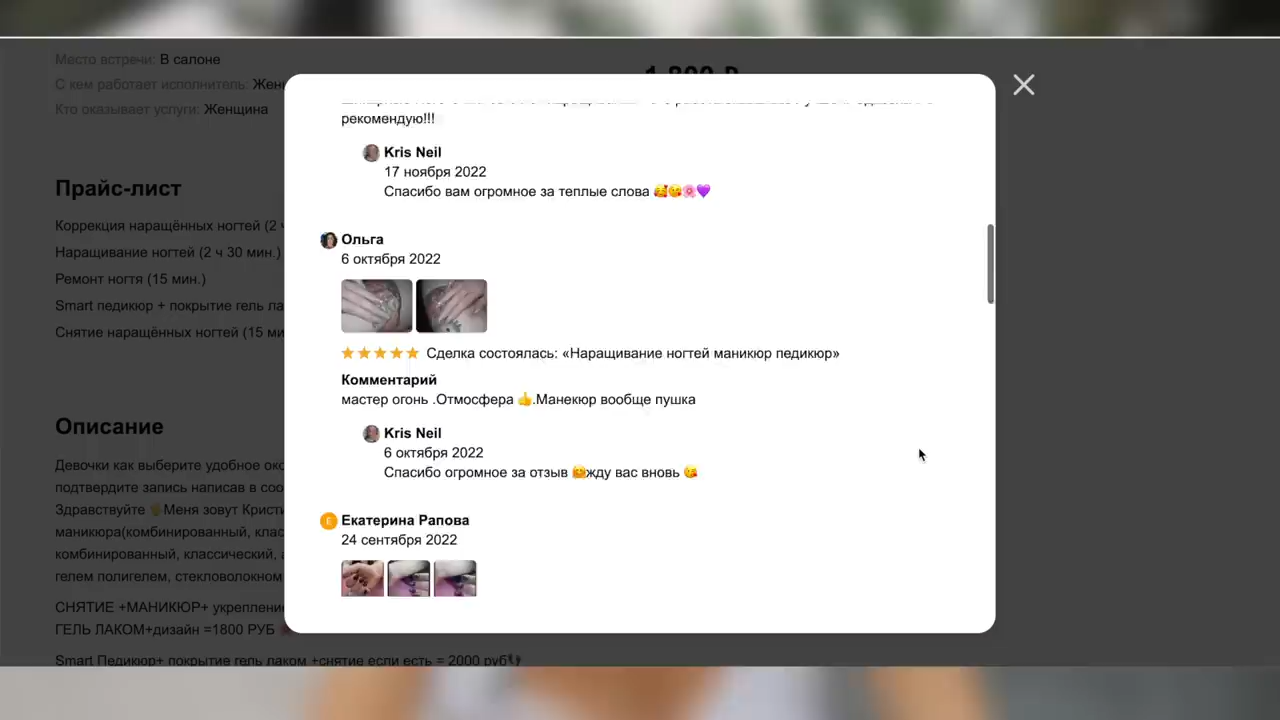 Место встречи: В салоне
1 800 ₽
С кем работает исполнитель:
Кто оказывает услуги: Женщина
рекомендую!!!
Kris Neil
17 ноября 2022
Спасибо вам огромное за теплые слова 🥰😘🌸💜
Прайс-лист
Коррекция наращённых ногтей (2 ч
Наращивание ногтей (2 ч 30 мин.)
Ремонт ногтя (15 мин.)
Smart педикюр + покрытие гель ла
Снятие наращённых ногтей (15 ми
Ольга
6 октября 2022
Сделка состоялась: «Наращивание ногтей маникюр педикюр»
Комментарий
мастер огонь .Отмосфера 👍.Манекюр вообще пушка
Kris Neil
6 октября 2022
Спасибо огромное за отзыв 🤗жду вас вновь 😘
Екатерина Рапова
24 сентября 2022
Описание
Девочки как выберите удобное
подтвердите запись написав в
Здравствуйте Меня зовут
маникюра(комбинированный,
комбинированный, классический,
гелем полигелем, стекловолокном
СНЯТИЕ +МАНИКЮР+ укреплени
ГЕЛЬ ЛАКОМ+дизайн =1800 РУБ
Smart Педикюр+ покрытие гель лаком +снятие если есть = 2000 руб👣